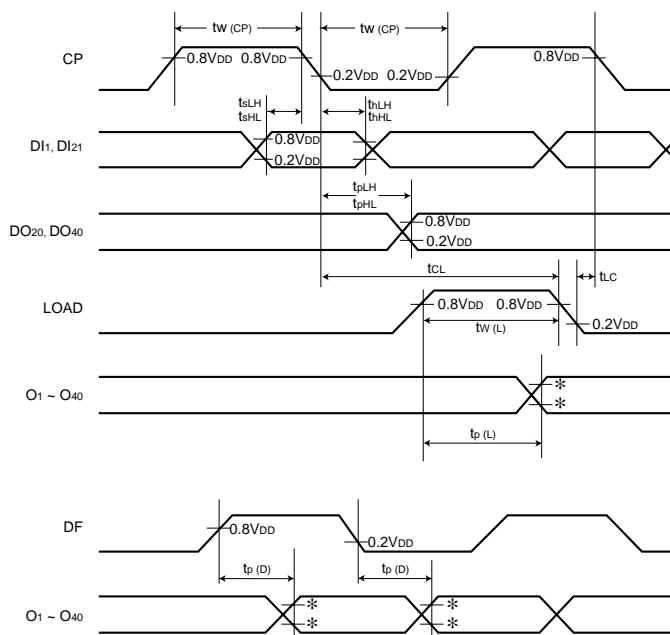 tw (CP) tw (CP)
CP 0.8VDD 0.8VDD 0.2VDD 0.2VDD 0.8VDD
tsLH thLH
tsHL thHL
DI1, DI21 0.8VDD
0.2VDD
tpLH
tpHL
DO20, DO40 0.8VDD
0.2VDD
tCL tLC
LOAD 0.8VDD 0.8VDD 0.2VDD
tW (L)
O1 ~ O40 *
*
tp (L)
DF 0.8VDD 0.2VDD
tp (D) tp (D)
O1 ~ O40 * *
* *